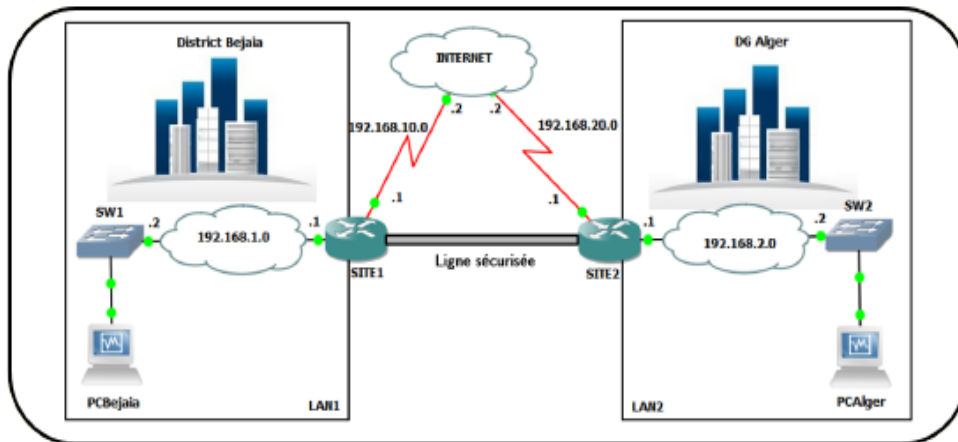 District Bejaia
INTERNET
DG Alger
192.168.10.0
.2
.2
192.168.20.0
.1
.1
SW1
.2
192.168.1.0
.1
SITE1
Ligne sécurisée
SITE2
.1
192.168.2.0
.2
SW2
PCBejaia
LAN1
LAN2
PCAlger